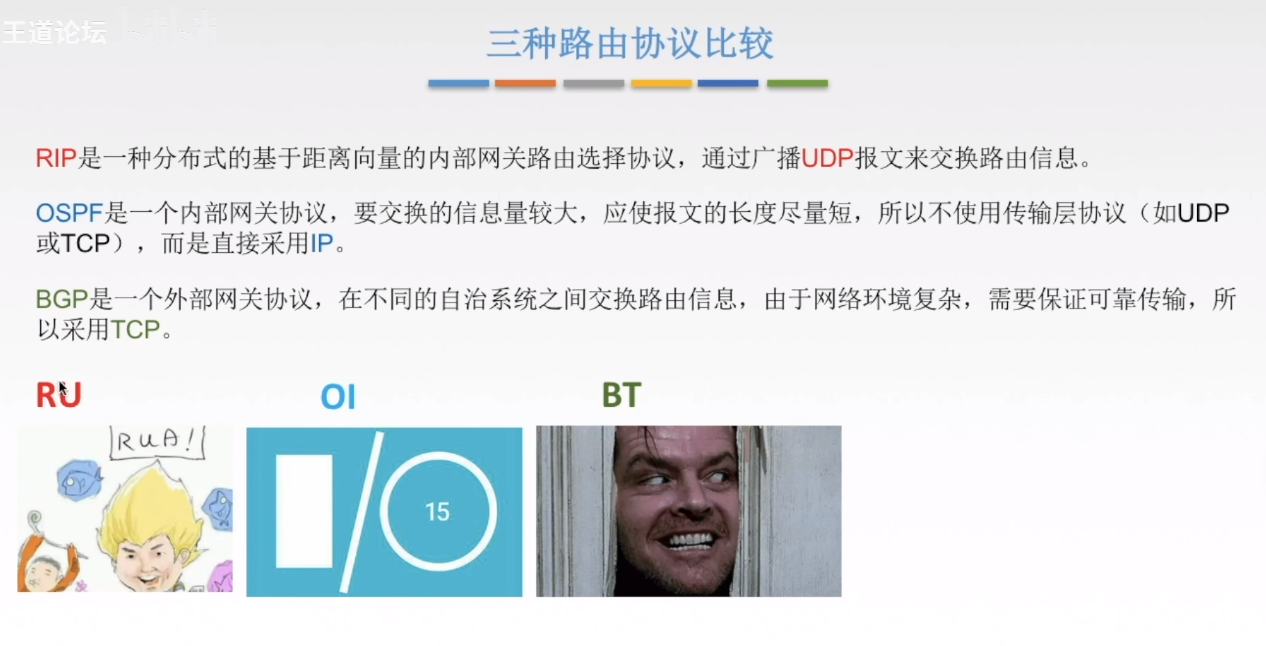 王道论坛
三种路由协议比较
RIP是一种分布式的基于距离向量的内部网关路由选择协议，通过广播UDP报文来交换路由信息。
OSPF是一个内部网关协议，要交换的信息量较大，应使报文的长度尽量短，所以不使用传输层协议（如UDP
或TCP），而是直接采用IP。
BGP是一个外部网关协议，在不同的自治系统之间交换路由信息，由于网络环境复杂，需要保证可靠传输，所
以采用TCP。
RU
OI
BT
RUA!
15